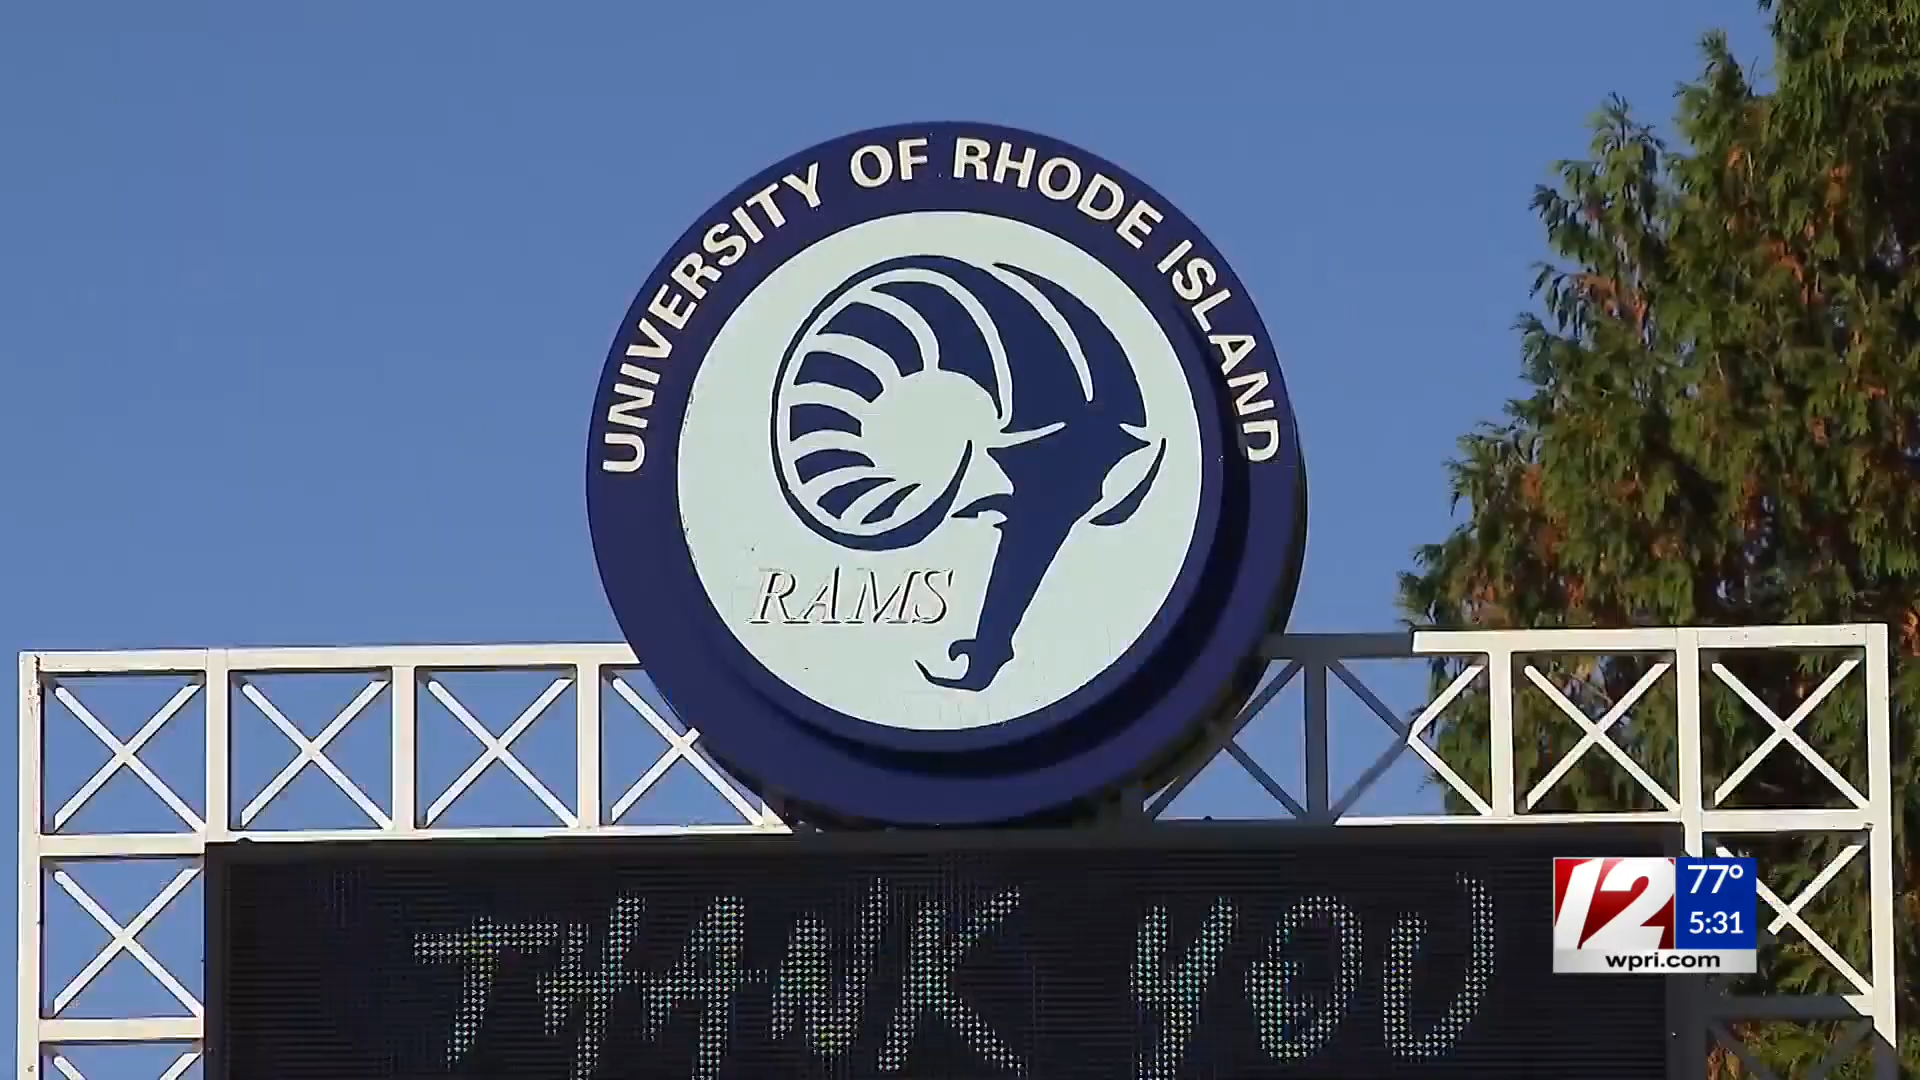 UNIVERSITY OF RHODE ISLAND
RAMS
THANK YOU
12
77°
5:31
wpri.com